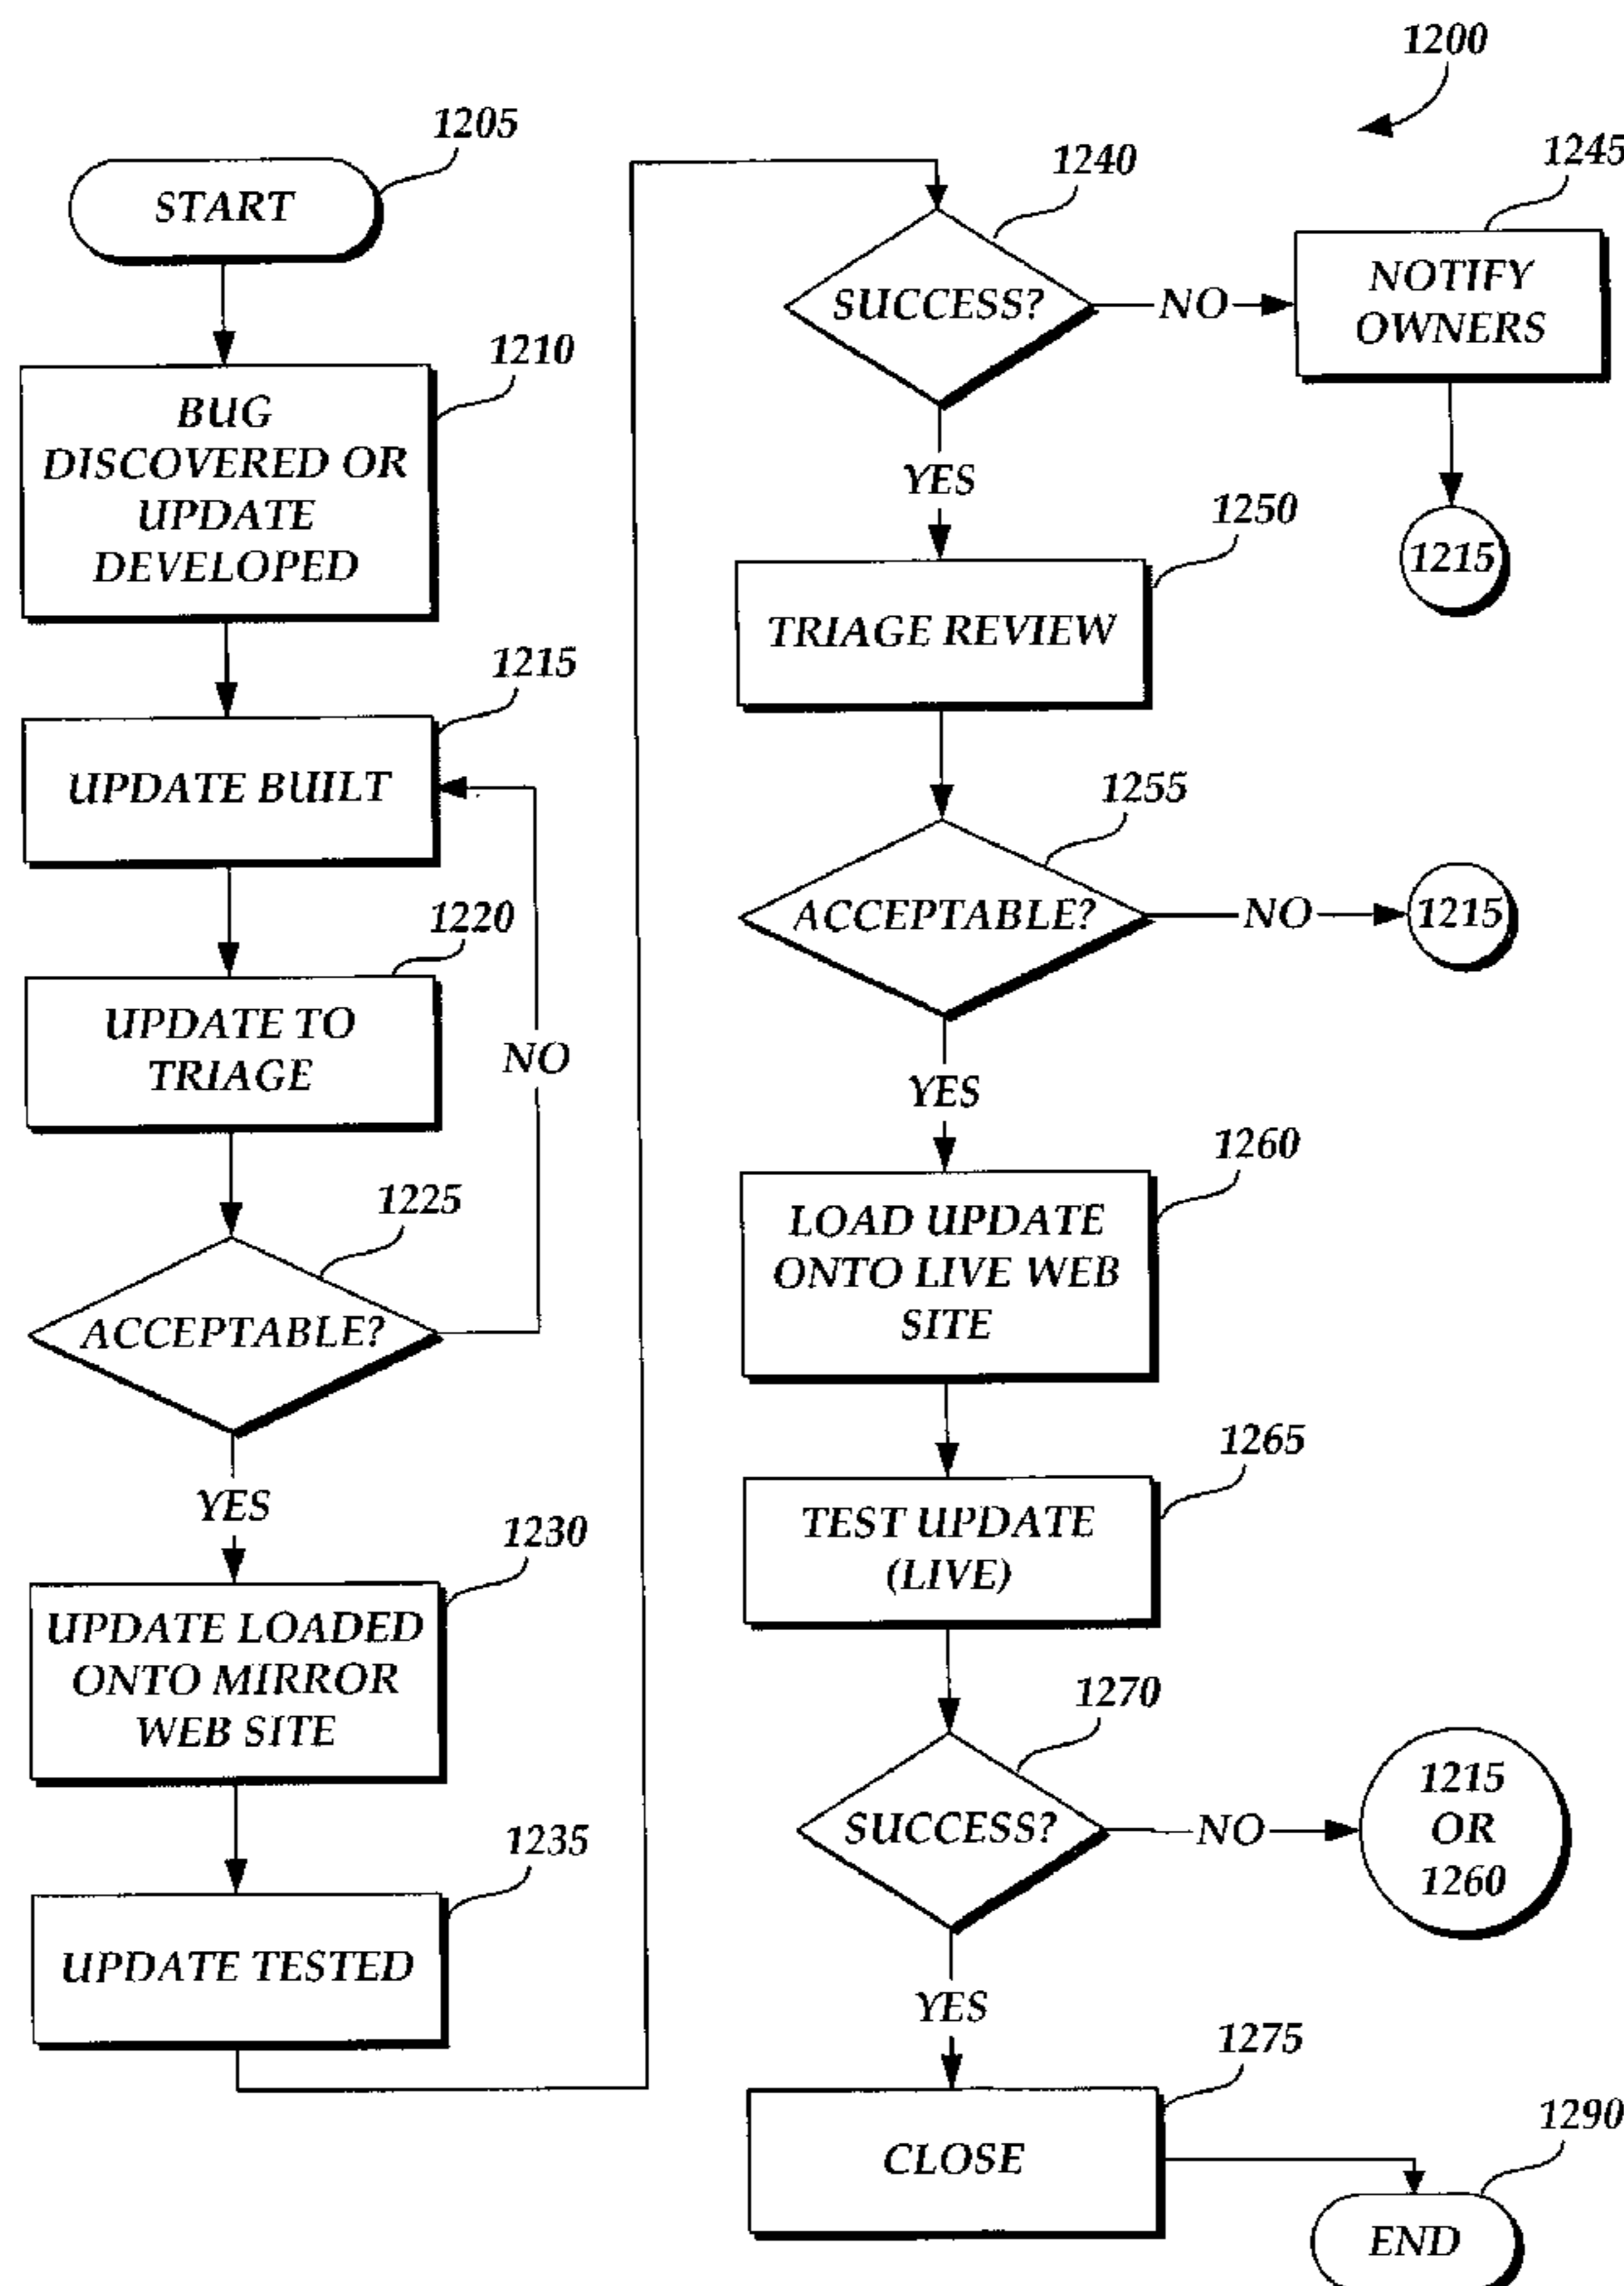 1200
1205
START
1210
BUG
DISCOVERED OR
UPDATE
DEVELOPED
1215
UPDATE BUILT
1220
UPDATE TO
TRIAGE
NO
1225
ACCEPTABLE?
YES
1230
UPDATE LOADED
ONTO MIRROR
WEB SITE
1235
UPDATE TESTED
1240
SUCCESS?
NO
1245
NOTIFY
OWNERS
1215
YES
1250
TRIAGE REVIEW
1255
ACCEPTABLE?
NO
1215
YES
1260
LOAD UPDATE
ONTO LIVE WEB
SITE
1265
TEST UPDATE
(LIVE)
1270
SUCCESS?
NO
1215
OR
1260
YES
1275
CLOSE
1290
END